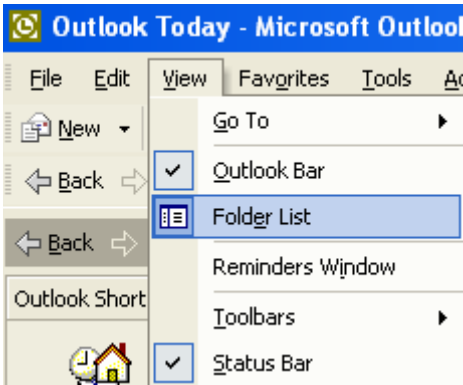 Outlook Today - Microsoft Outlool
File Edit View Favorites Tools
New
Go To
Back
Outlook Bar
Folder List
Back
Reminders Window
Outlook Short
Toolbars
Status Bar